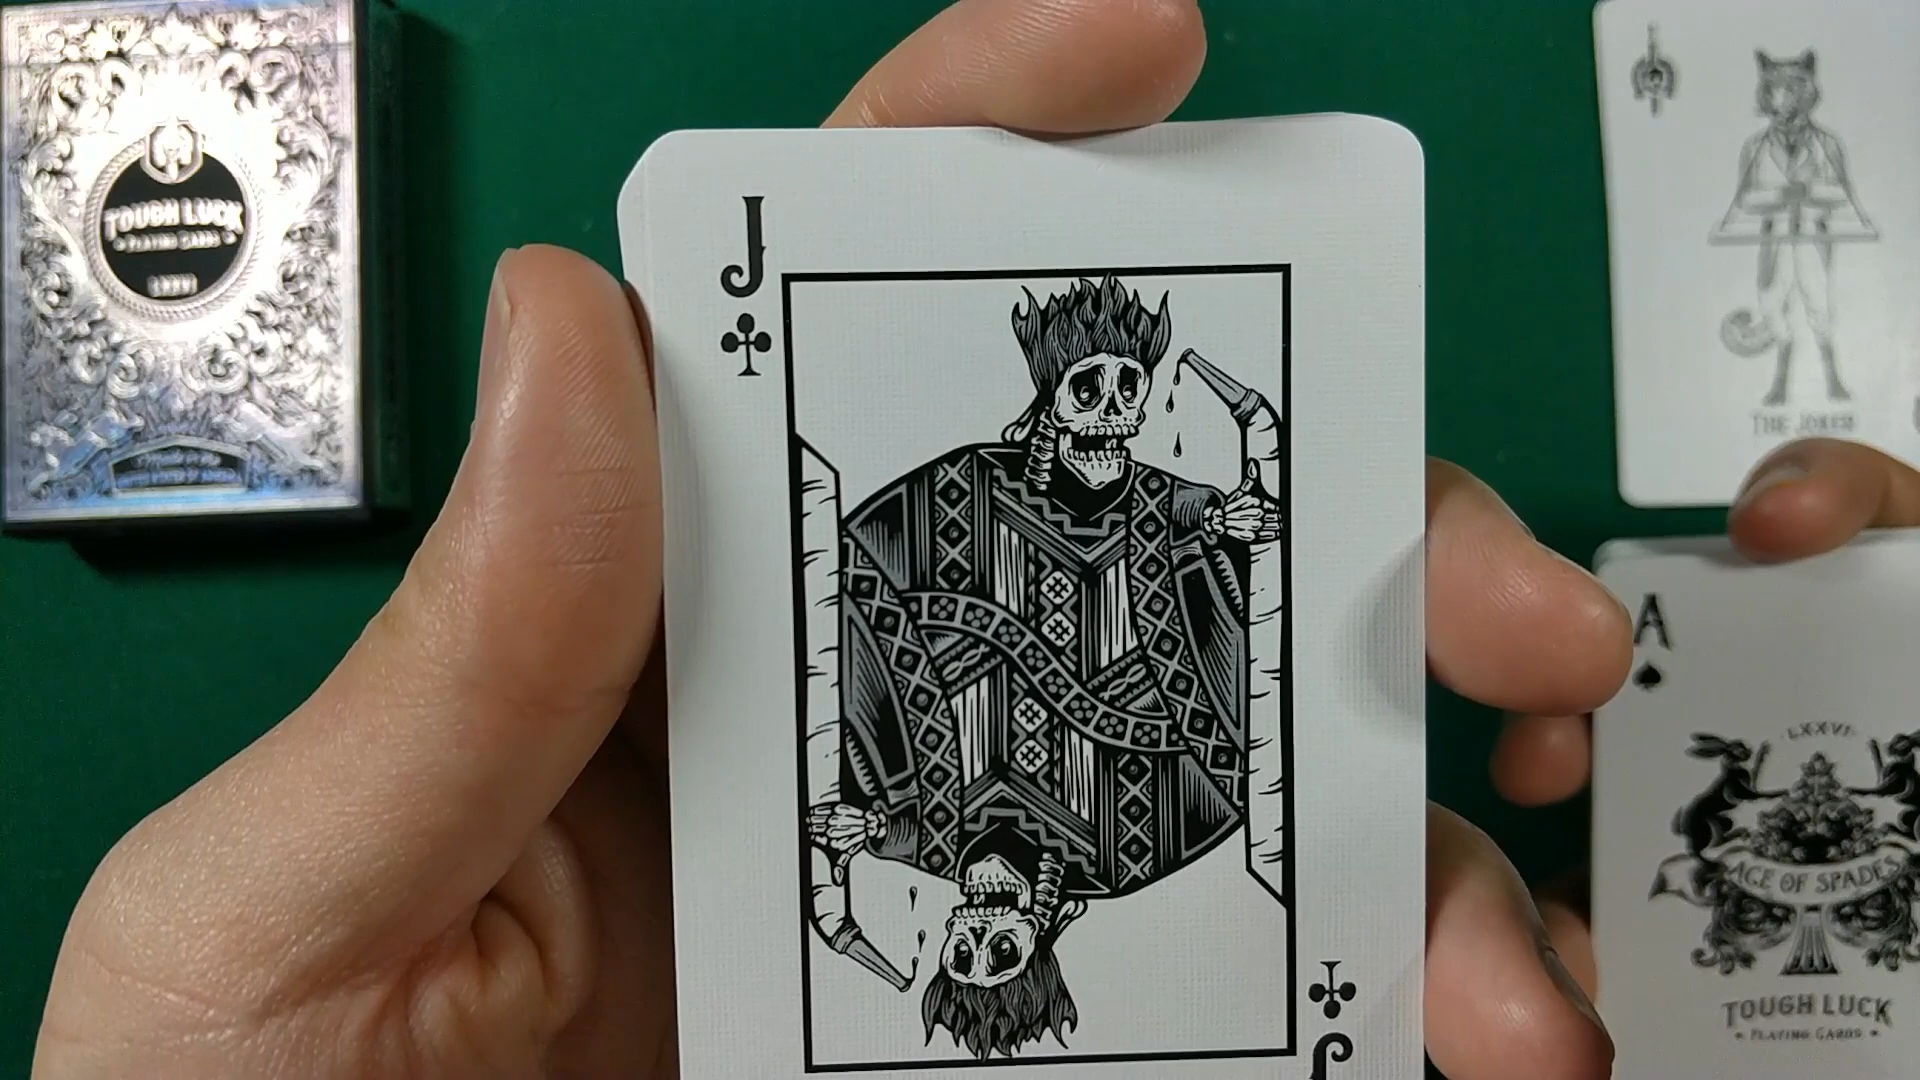 TOUGH LUCK
PLAYING CARDS
J
J
THE JOKER
A
LXXVI
ACE OF SPADES
TOUGH LUCK
PLAYING CARDS